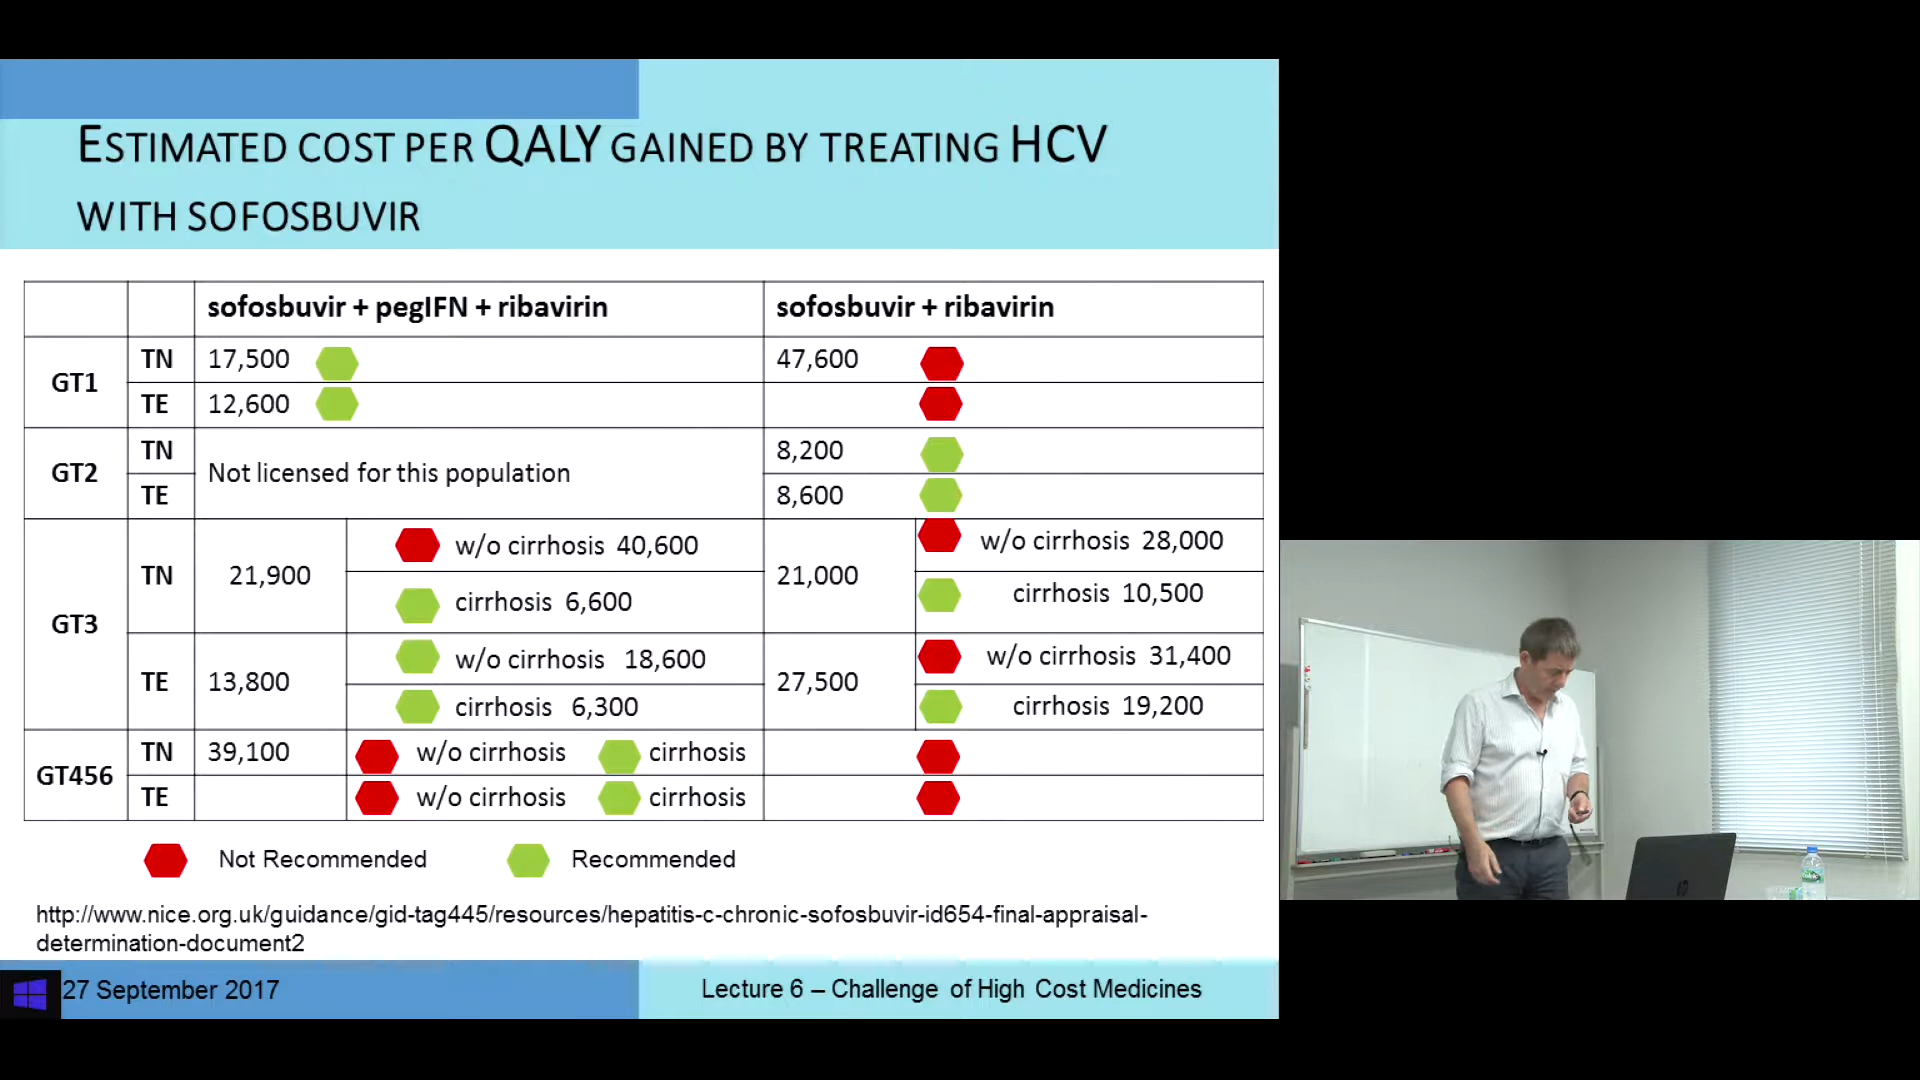 ESTIMATED COST PER QALY GAINED BY TREATING HCV
WITH SOFOSBUVIR
sofosbuvir + pegIFN + ribavirin sofosbuvir + ribavirin
GT1
TN 17,500 47,600
TE 12,600
GT2
TN 8,200
Not licensed for this population
TE 8,600
GT3
TN 21,900 w/o cirrhosis 40,600 21,000 w/o cirrhosis 28,000
cirrhosis 6,600 cirrhosis 10,500
TE 13,800 w/o cirrhosis 18,600 27,500 w/o cirrhosis 31,400
cirrhosis 6,300 cirrhosis 19,200
GT456
TN 39,100 w/o cirrhosis cirrhosis
TE w/o cirrhosis cirrhosis
Not Recommended Recommended
http://www.nice.org.uk/guidance/gid-tag445/resources/hepatitis-c-chronic-sofosbuvir-id654-final-appraisal-
determination-document2
27 September 2017 Lecture 6 – Challenge of High Cost Medicines
hp